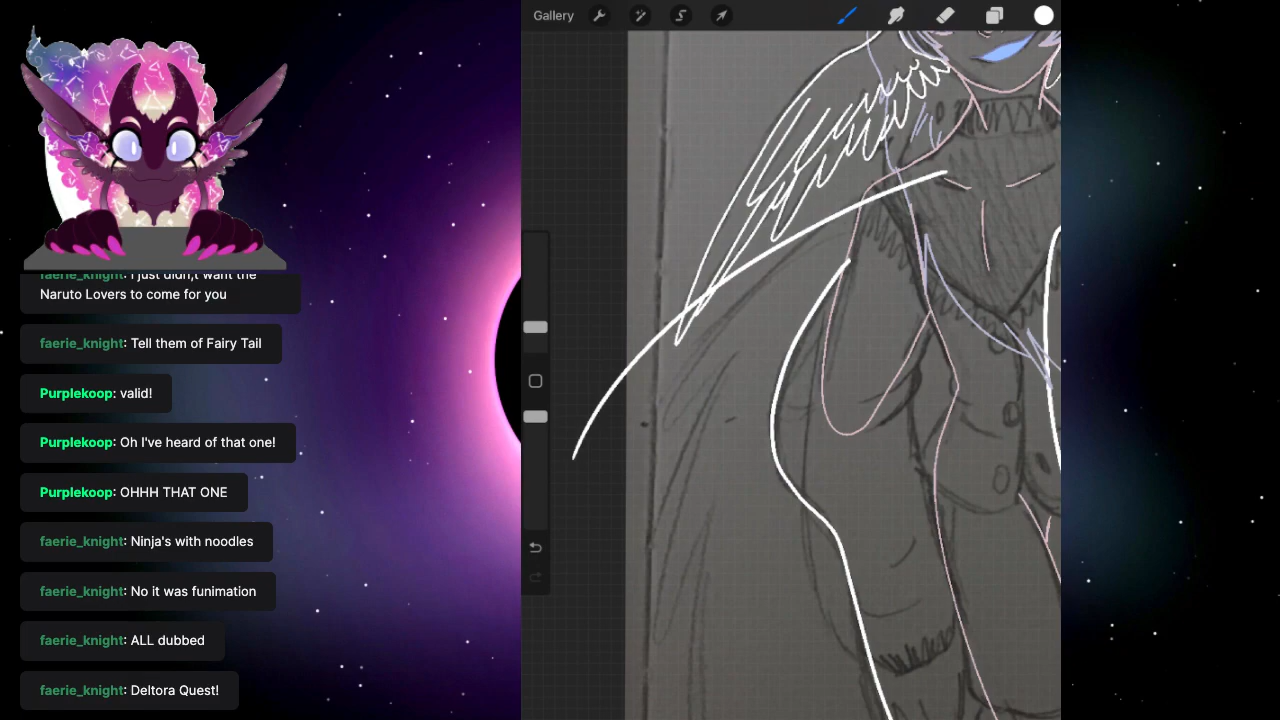 Gallery
faerie_knight: I just didn,t want the
Naruto Lovers to come for you
faerie_knight: Tell them of Fairy Tail
Purplekoop: valid!
Purplekoop: Oh I've heard of that one!
Purplekoop: OHHH THAT ONE
faerie_knight: Ninja's with noodles
faerie_knight: No it was funimation
faerie_knight: ALL dubbed
faerie_knight: Deltora Quest!